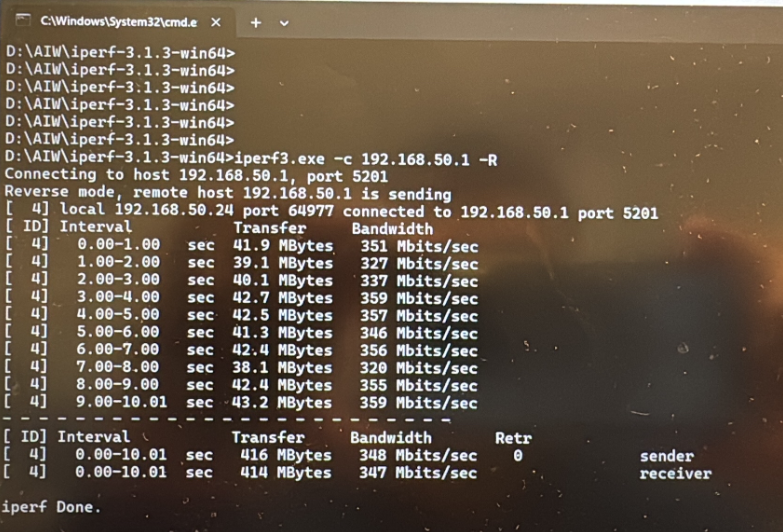 C:\Windows\System32\cmd.e × + ⌄
D:\AIW\iperf-3.1.3-win64>
D:\AIW\iperf-3.1.3-win64>
D:\AIW\iperf-3.1.3-win64>
D:\AIW\iperf-3.1.3-win64>
D:\AIW\iperf-3.1.3-win64>
D:\AIW\iperf-3.1.3-win64>
D:\AIW\iperf-3.1.3-win64>iperf3.exe -c 192.168.50.1 -R
Connecting to host 192.168.50.1, port 5201
Reverse mode, remote host 192.168.50.1 is sending
[ 4] local 192.168.50.24 port 64977 connected to 192.168.50.1 port 5201
[ ID] Interval Transfer Bandwidth
[ 4] 0.00-1.00 sec 41.9 MBytes 351 Mbits/sec
[ 4] 1.00-2.00 sec 39.1 MBytes 327 Mbits/sec
[ 4] 2.00-3.00 sec 40.1 MBytes 337 Mbits/sec
[ 4] 3.00-4.00 sec 42.7 MBytes 359 Mbits/sec
[ 4] 4.00-5.00 sec 42.5 MBytes 357 Mbits/sec
[ 4] 5.00-6.00 sec 41.3 MBytes 346 Mbits/sec
[ 4] 6.00-7.00 sec 42.4 MBytes 356 Mbits/sec
[ 4] 7.00-8.00 sec 38.1 MBytes 320 Mbits/sec
[ 4] 8.00-9.00 sec 42.4 MBytes 355 Mbits/sec
[ 4] 9.00-10.01 sec 43.2 MBytes 359 Mbits/sec
- - - - - - - - - - - - - - - - - - - - - - - - -
[ ID] Interval Transfer Bandwidth Retr
[ 4] 0.00-10.01 sec 416 MBytes 348 Mbits/sec 0 sender
[ 4] 0.00-10.01 sec 414 MBytes 347 Mbits/sec receiver
iperf Done.